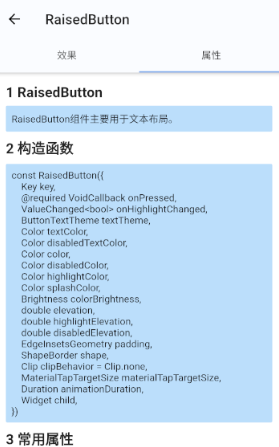 RaisedButton
效果
属性
1 RaisedButton
RaisedButton组件主要用于文本布局。
2 构造函数
const RaisedButton({
Key key,
@required VoidCallback onPressed,
ValueChanged<bool> onHighlightChanged,
ButtonTextTheme textTheme,
Color textColor,
Color disabledTextColor,
Color color,
Color disabledColor,
Color highlightColor,
Color splashColor,
Brightness colorBrightness,
double elevation,
double highlightElevation,
double disabledElevation,
EdgeInsetsGeometry padding,
ShapeBorder shape,
Clip clipBehavior = Clip.none,
MaterialTapTargetSize materialTapTargetSize,
Duration animationDuration,
Widget child,
})
3 常用属性